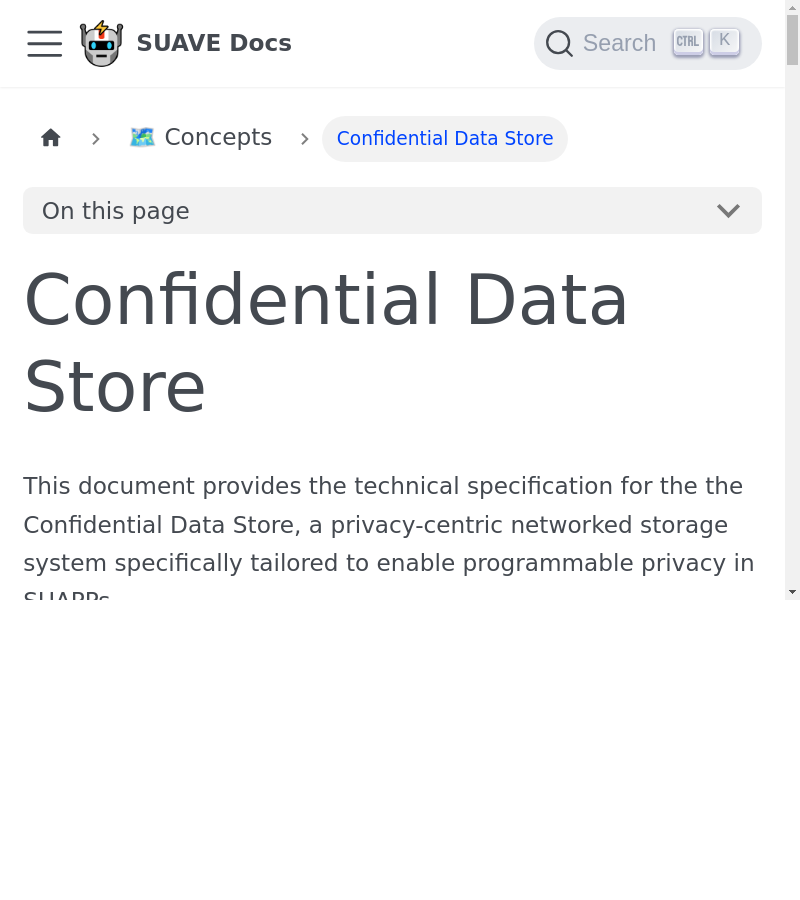 SUAVE Docs
Search CTRL K
🗺️ Concepts
Confidential Data Store
On this page
Confidential Data
Store
This document provides the technical specification for the the
Confidential Data Store, a privacy-centric networked storage
system specifically tailored to enable programmable privacy in
SUAPPs.